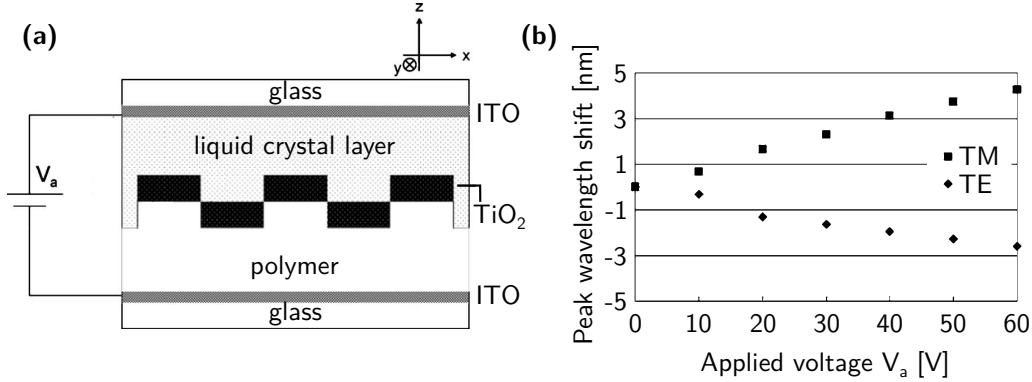 (a)
z
x
y
glass
ITO
liquid crystal layer
Va
TiO2
polymer
ITO
glass
(b)
Peak wavelength shift [nm]
5
3
1
-1
-3
-5
TM
TE
0 10 20 30 40 50 60
Applied voltage Va [V]